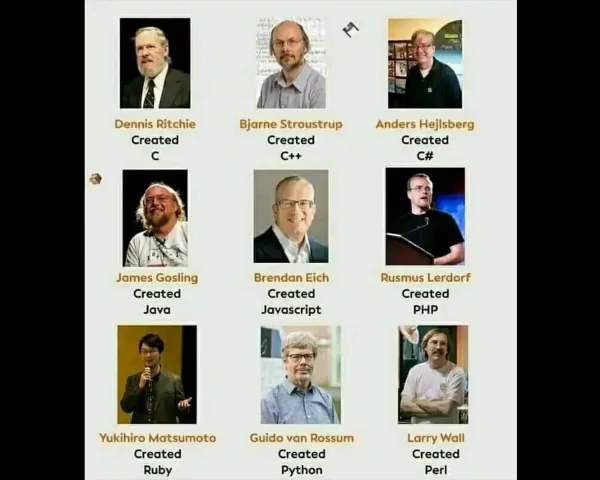 Dennis Ritchie
Created
C
Bjarne Stroustrup
Created
C++
Anders Hejlsberg
Created
C#
James Gosling
Created
Java
Brendan Eich
Created
Javascript
Rusmus Lerdorf
Created
PHP
Yukihiro Matsumoto
Created
Ruby
Guido van Rossum
Created
Python
Larry Wall
Created
Perl